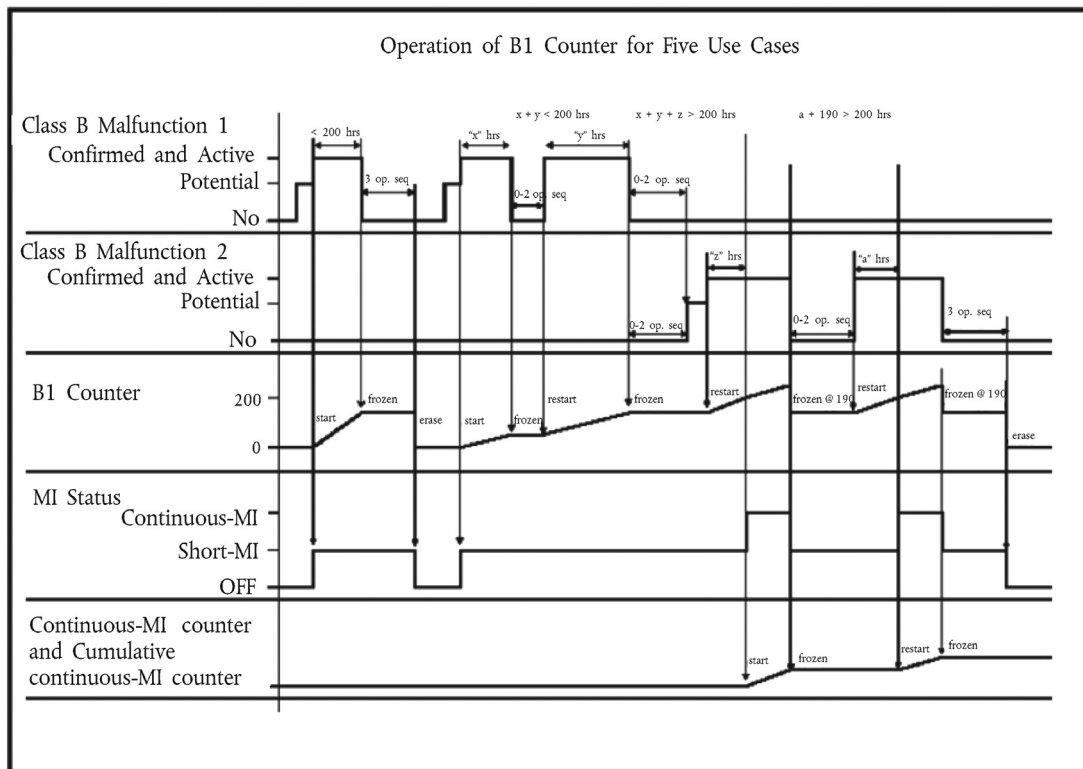 Operation of B1 Counter for Five Use Cases
x + y < 200 hrs
x + y + z > 200 hrs
a + 190 > 200 hrs
Class B Malfunction 1
< 200 hrs
"x" hrs
"y" hrs
Confirmed and Active
Potential
3 op. seq
0-2 op. seq
0-2 op. seq
No
Class B Malfunction 2
"z" hrs
"a" hrs
Confirmed and Active
Potential
0-2 op. seq
0-2 op. seq
3 op. seq
No
B1 Counter
200
start
frozen
erase
start
frozen
restart
frozen
restart
frozen @ 190
restart
frozen @ 190
erase
0
MI Status
Continuous-MI
Short-MI
OFF
Continuous-MI counter
and Cumulative
continuous-MI counter
start
frozen
restart
frozen